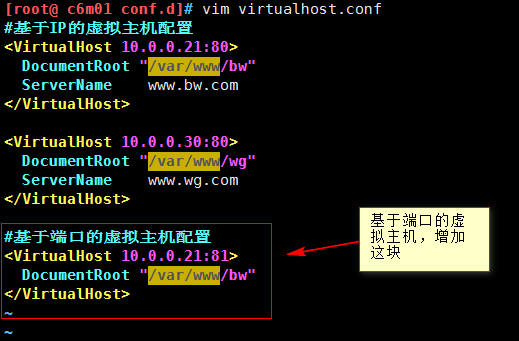 [root@ c6m01 conf.d]# vim virtualhost.conf
#基于IP的虚拟主机配置
<VirtualHost 10.0.0.21:80>
  DocumentRoot "/var/www/bw"
  ServerName    www.bw.com
</VirtualHost>
<VirtualHost 10.0.0.30:80>
  DocumentRoot "/var/www/wg"
  ServerName    www.wg.com
</VirtualHost>
#基于端口的虚拟主机配置
<VirtualHost 10.0.0.21:81>
  DocumentRoot "/var/www/bw"
</VirtualHost>
~
~
基于端口的虚
拟主机，增加
这块